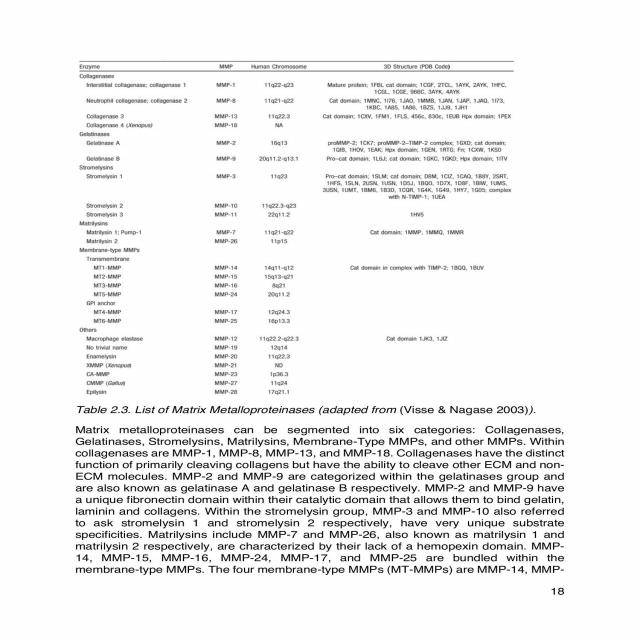 Enzyme MMP Human Chromosome 3D Structure (PDB Code)
Collagenases
Interstitial collagenase; collagenase 1 MMP-1 11q22-q23 Mature protein; 1FBL cat domain; 1CGF, 2TCL, 1AYK, 2AYK, 1HFC,
1CGL, 1CGE, 966C, 3AYK, 4AYK
Neutrophil collagenase; collagenase 2 MMP-8 11q21-q22 Cat domain; 1MNC, 1I76, 1JAO, 1MMB, 1JAN, 1JAP, 1JAQ, 1I73,
1KBC, 1A85, 1A86, 1BZS, 1JJ9, 1JH1
Collagenase 3 MMP-13 11q22.3 Cat domain; 1CXV, 1FM1, 1FLS, 456c, 830c, 1EUB Hpx domain; 1PEX
Collagenase 4 (Xenopus) MMP-18 NA
Gelatinases
Gelatinase A MMP-2 16q13 proMMP-2; 1CK7; proMMP-2–TIMP-2 complex; 1GXD; cat domain;
1QIB, 1HOV, 1EAK; Hpx domain; 1GEN, 1RTG; Fn; 1CXW, 1KS0
Gelatinase B MMP-9 20q11.2-q13.1 Pro–cat domain; 1L6J; cat domain; 1GKC, 1GKD; Hpx domain; 1ITV
Stromelysins
Stromelysin 1 MMP-3 11q23 Pro–cat domain; 1SLM; cat domain; 1CIZ, 1CAQ, 1B8Y, 2SRT,
1HFS, 1SLN, 2USN, 1USN, 1D5J, 1BQO, 1D7X, 1D8F, 1BIW, 1UMS,
3USN, 1UMT, 1BM6, 1B3D, 1CQR, 1G4K, 1G49, 1HY7, 1G05; complex
with N-TIMP-1; 1UEA
Stromelysin 2 MMP-10 11q22.3-q23
Stromelysin 3 MMP-11 22q11.2 1HV5
Matrilysins
Matrilysin 1; Pump-1 MMP-7 11q21-q22 Cat domain; 1MMP, 1MMQ, 1MMR
Matrilysin 2 MMP-26 11p15
Membrane-type MMPs
Transmembrane
MT1-MMP MMP-14 14q11-q12 Cat domain in complex with TIMP-2; 1BQQ, 1BUV
MT2-MMP MMP-15 15q13-q21
MT3-MMP MMP-16 8q21
MT5-MMP MMP-24 20q11.2
GPI anchor
MT4-MMP MMP-17 12q24.3
MT6-MMP MMP-25 16p13.3
Others
Macrophage elastase MMP-12 11q22.2-q22.3 Cat domain 1JK3, 1JIZ
No trivial name MMP-19 12q14
Enamelysin MMP-20 11q22.3
XMMP (Xenopus) MMP-21 ND
CA-MMP MMP-23 1p36.3
CMMP (Gallus) MMP-27 11q24
Epilysin MMP-28 17q21.1
Table 2.3. List of Matrix Metalloproteinases (adapted from (Visse & Nagase 2003)).
Matrix metalloproteinases can be segmented into six categories: Collagenases,
Gelatinases, Stromelysins, Matrilysins, Membrane-Type MMPs, and other MMPs. Within
collagenases are MMP-1, MMP-8, MMP-13, and MMP-18. Collagenases have the distinct
function of primarily cleaving collagens but have the ability to cleave other ECM and non-
ECM molecules. MMP-2 and MMP-9 are categorized within the gelatinases group and
are also known as gelatinase A and gelatinase B respectively. MMP-2 and MMP-9 have
a unique fibronectin domain within their catalytic domain that allows them to bind gelatin,
laminin and collagens. Within the stromelysin group, MMP-3 and MMP-10 also referred
to ask stromelysin 1 and stromelysin 2 respectively, have very unique substrate
specificities. Matrilysins include MMP-7 and MMP-26, also known as matrilysin 1 and
matrilysin 2 respectively, are characterized by their lack of a hemopexin domain. MMP-
14, MMP-15, MMP-16, MMP-24, MMP-17, and MMP-25 are bundled within the
membrane-type MMPs. The four membrane-type MMPs (MT-MMPs) are MMP-14, MMP-
18